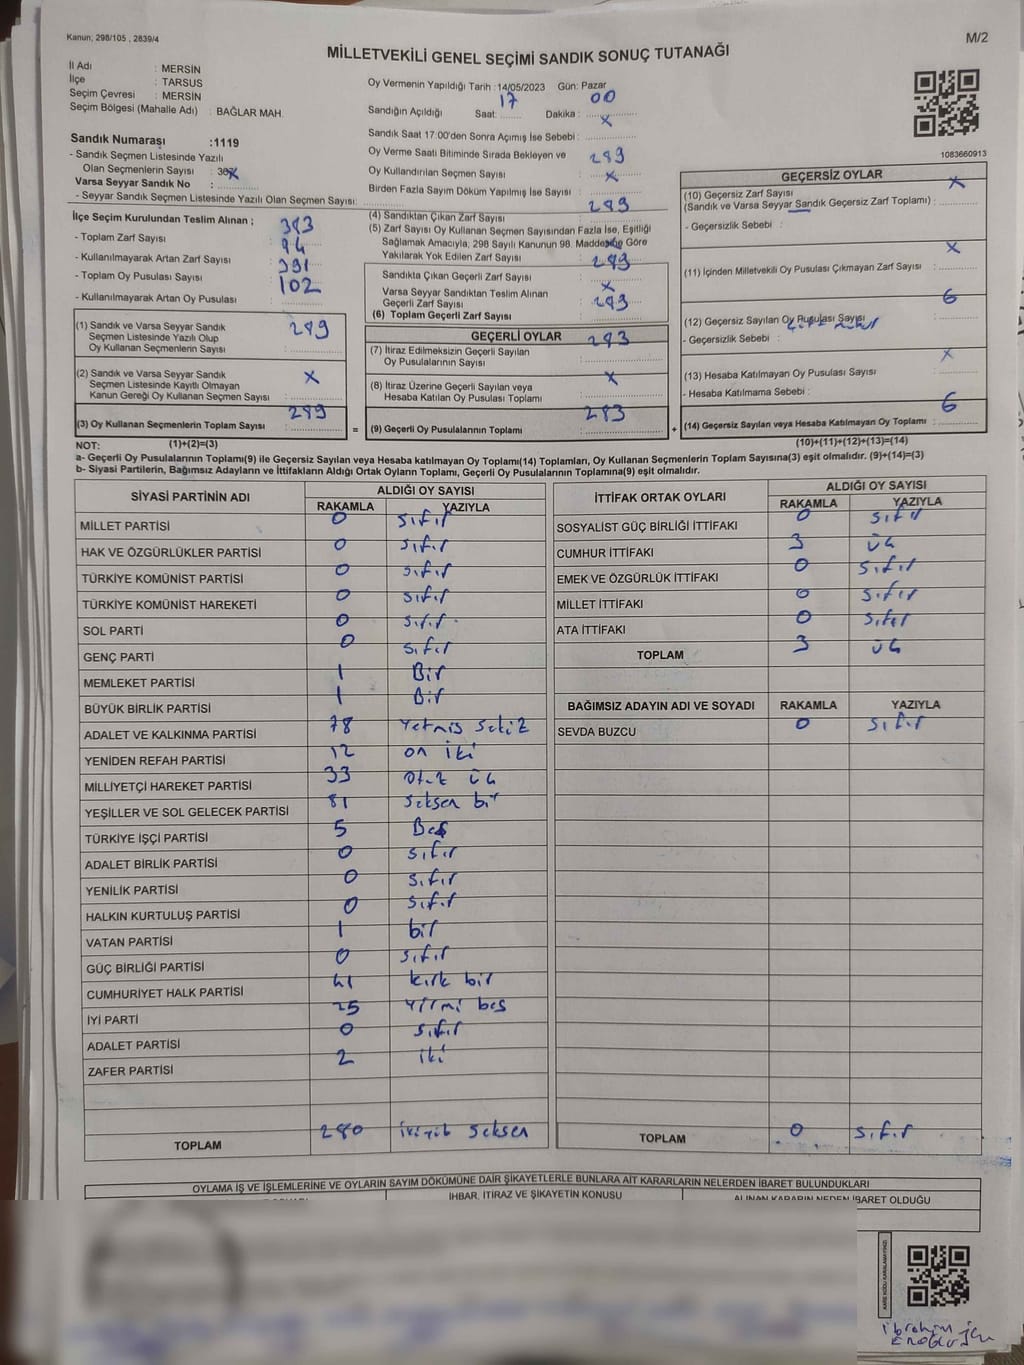 Kanun; 298/105 , 2839/4
M/2
MİLLETVEKİLİ GENEL SEÇİMİ SANDIK SONUÇ TUTANAĞI
İl Adı : MERSİN
İlçe : TARSUS
Seçim Çevresi : MERSİN
Seçim Bölgesi (Mahalle Adı) : BAĞLAR MAH.
Oy Vermenin Yapıldığı Tarih :14/05/2023 Gün: Pazar
Sandığın Açıldığı Saat: 17 Dakika : 00
Sandık Saat 17:00'den Sonra Açımış İse Sebebi : x
Oy Verme Saati Bitiminde Sırada Bekleyen ve
Oy Kullandırılan Seçmen Sayısı : 289
Birden Fazla Sayım Döküm Yapılmış İse Sayısı : x
1083660913
Sandık Numarası :1119
- Sandık Seçmen Listesinde Yazılı
Olan Seçmenlerin Sayısı :
Varsa Seyyar Sandık No :
- Seyyar Sandık Seçmen Listesinde Yazılı Olan Seçmen Sayısı:
İlçe Seçim Kurulundan Teslim Alınan ;
- Toplam Zarf Sayısı : 383
- Kullanılmayarak Artan Zarf Sayısı : 94
- Toplam Oy Pusulası Sayısı : 391
- Kullanılmayarak Artan Oy Pusulası : 102
(1) Sandık ve Varsa Seyyar Sandık
Seçmen Listesinde Yazılı Olup
Oy Kullanan Seçmenlerin Sayısı : 289
(2) Sandık ve Varsa Seyyar Sandık
Seçmen Listesinde Kayıtlı Olmayan
Kanun Gereği Oy Kullanan Seçmen Sayısı : x
(3) Oy Kullanan Seçmenlerin Toplam Sayısı : 289
(4) Sandıktan Çıkan Zarf Sayısı : 289
(5) Zarf Sayısı Oy Kullanan Seçmen Sayısından Fazla İse, Eşitliği
Sağlamak Amacıyla, 298 Sayılı Kanunun 98. Maddesine Göre
Yakılarak Yok Edilen Zarf Sayısı : x
Sandıkta Çıkan Geçerli Zarf Sayısı : 289
Varsa Seyyar Sandıktan Teslim Alınan
Geçerli Zarf Sayısı : x
(6) Toplam Geçerli Zarf Sayısı : 289
GEÇERLİ OYLAR
(7) İtiraz Edilmeksizin Geçerli Sayılan
Oy Pusulalarının Sayısı : 283
(8) İtiraz Üzerine Geçerli Sayılan veya
Hesaba Katılan Oy Pusulası Toplamı : x
(9) Geçerli Oy Pusulalarının Toplamı : 283
GEÇERSİZ OYLAR
(10) Geçersiz Zarf Sayısı
(Sandık ve Varsa Seyyar Sandık Geçersiz Zarf Toplamı) : x
- Geçersizlik Sebebi :
(11) İçinden Milletvekili Oy Pusulası Çıkmayan Zarf Sayısı : x
(12) Geçersiz Sayılan Oy Pusulası Sayısı : 6
- Geçersizlik Sebebi :
(13) Hesaba Katılmayan Oy Pusulası Sayısı : x
- Hesaba Katılmama Sebebi :
(14) Geçersiz Sayılan veya Hesaba Katılmayan Oy Toplamı : 6
NOT: (1)+(2)=(3) (10)+(11)+(12)+(13)=(14)
a- Geçerli Oy Pusulalarının Toplamı(9) ile Geçersiz Sayılan veya Hesaba katılmayan Oy Toplamı(14) Toplamları, Oy Kullanan Seçmenlerin Toplam Sayısına(3) eşit olmalıdır. (9)+(14)=(3)
b- Siyasi Partilerin, Bağımsız Adayların ve İttifakların Aldığı Ortak Oyların Toplamı, Geçerli Oy Pusulalarının Toplamına(9) eşit olmalıdır.
SİYASİ PARTİNİN ADI ALDIĞI OY SAYISI
RAKAMLA YAZIYLA
MİLLET PARTİSİ 0 sıfır
HAK VE ÖZGÜRLÜKLER PARTİSİ 0 sıfır
TÜRKİYE KOMÜNİST PARTİSİ 0 sıfır
TÜRKİYE KOMÜNİST HAREKETİ 0 sıfır
SOL PARTİ 0 sıfır
GENÇ PARTİ 0 sıfır
MEMLEKET PARTİSİ 1 Bir
BÜYÜK BİRLİK PARTİSİ 1 Bir
ADALET VE KALKINMA PARTİSİ 78 Yetmiş sekiz
YENİDEN REFAH PARTİSİ 12 on iki
MİLLİYETÇİ HAREKET PARTİSİ 33 otuz üç
YEŞİLLER VE SOL GELECEK PARTİSİ 81 seksen bir
TÜRKİYE İŞÇİ PARTİSİ 5 Beş
ADALET BİRLİK PARTİSİ 0 sıfır
YENİLİK PARTİSİ 0 sıfır
HALKIN KURTULUŞ PARTİSİ 0 sıfır
VATAN PARTİSİ 1 bir
GÜÇ BİRLİĞİ PARTİSİ 0 sıfır
CUMHURİYET HALK PARTİSİ 41 kırk bir
İYİ PARTİ 25 yirmi beş
ADALET PARTİSİ 0 sıfır
ZAFER PARTİSİ 2 iki
TOPLAM 280 ikiyüz seksen
İTTİFAK ORTAK OYLARI ALDIĞI OY SAYISI
RAKAMLA YAZIYLA
SOSYALİST GÜÇ BİRLİĞİ İTTİFAKI 0 sıfır
CUMHUR İTTİFAKI 3 üç
EMEK VE ÖZGÜRLÜK İTTİFAKI 0 sıfır
MİLLET İTTİFAKI 0 sıfır
ATA İTTİFAKI 0 sıfır
TOPLAM 3 üç
BAĞIMSIZ ADAYIN ADI VE SOYADI RAKAMLA YAZIYLA
SEVDA BUZCU 0 sıfır
TOPLAM 0 sıfır
OYLAMA İŞ VE İŞLEMLERİNE VE OYLARIN SAYIM DÖKÜMÜNE DAİR ŞİKAYETLERLE BUNLARA AİT KARARLARIN NELERDEN İBARET BULUNDUKLARI
İHBAR, İTİRAZ VE ŞİKAYETİN KONUSU
ALINAN KARARIN NEDEN İBARET OLDUĞU
KARE KODU KARALAMAYINIZ!
ibrahim